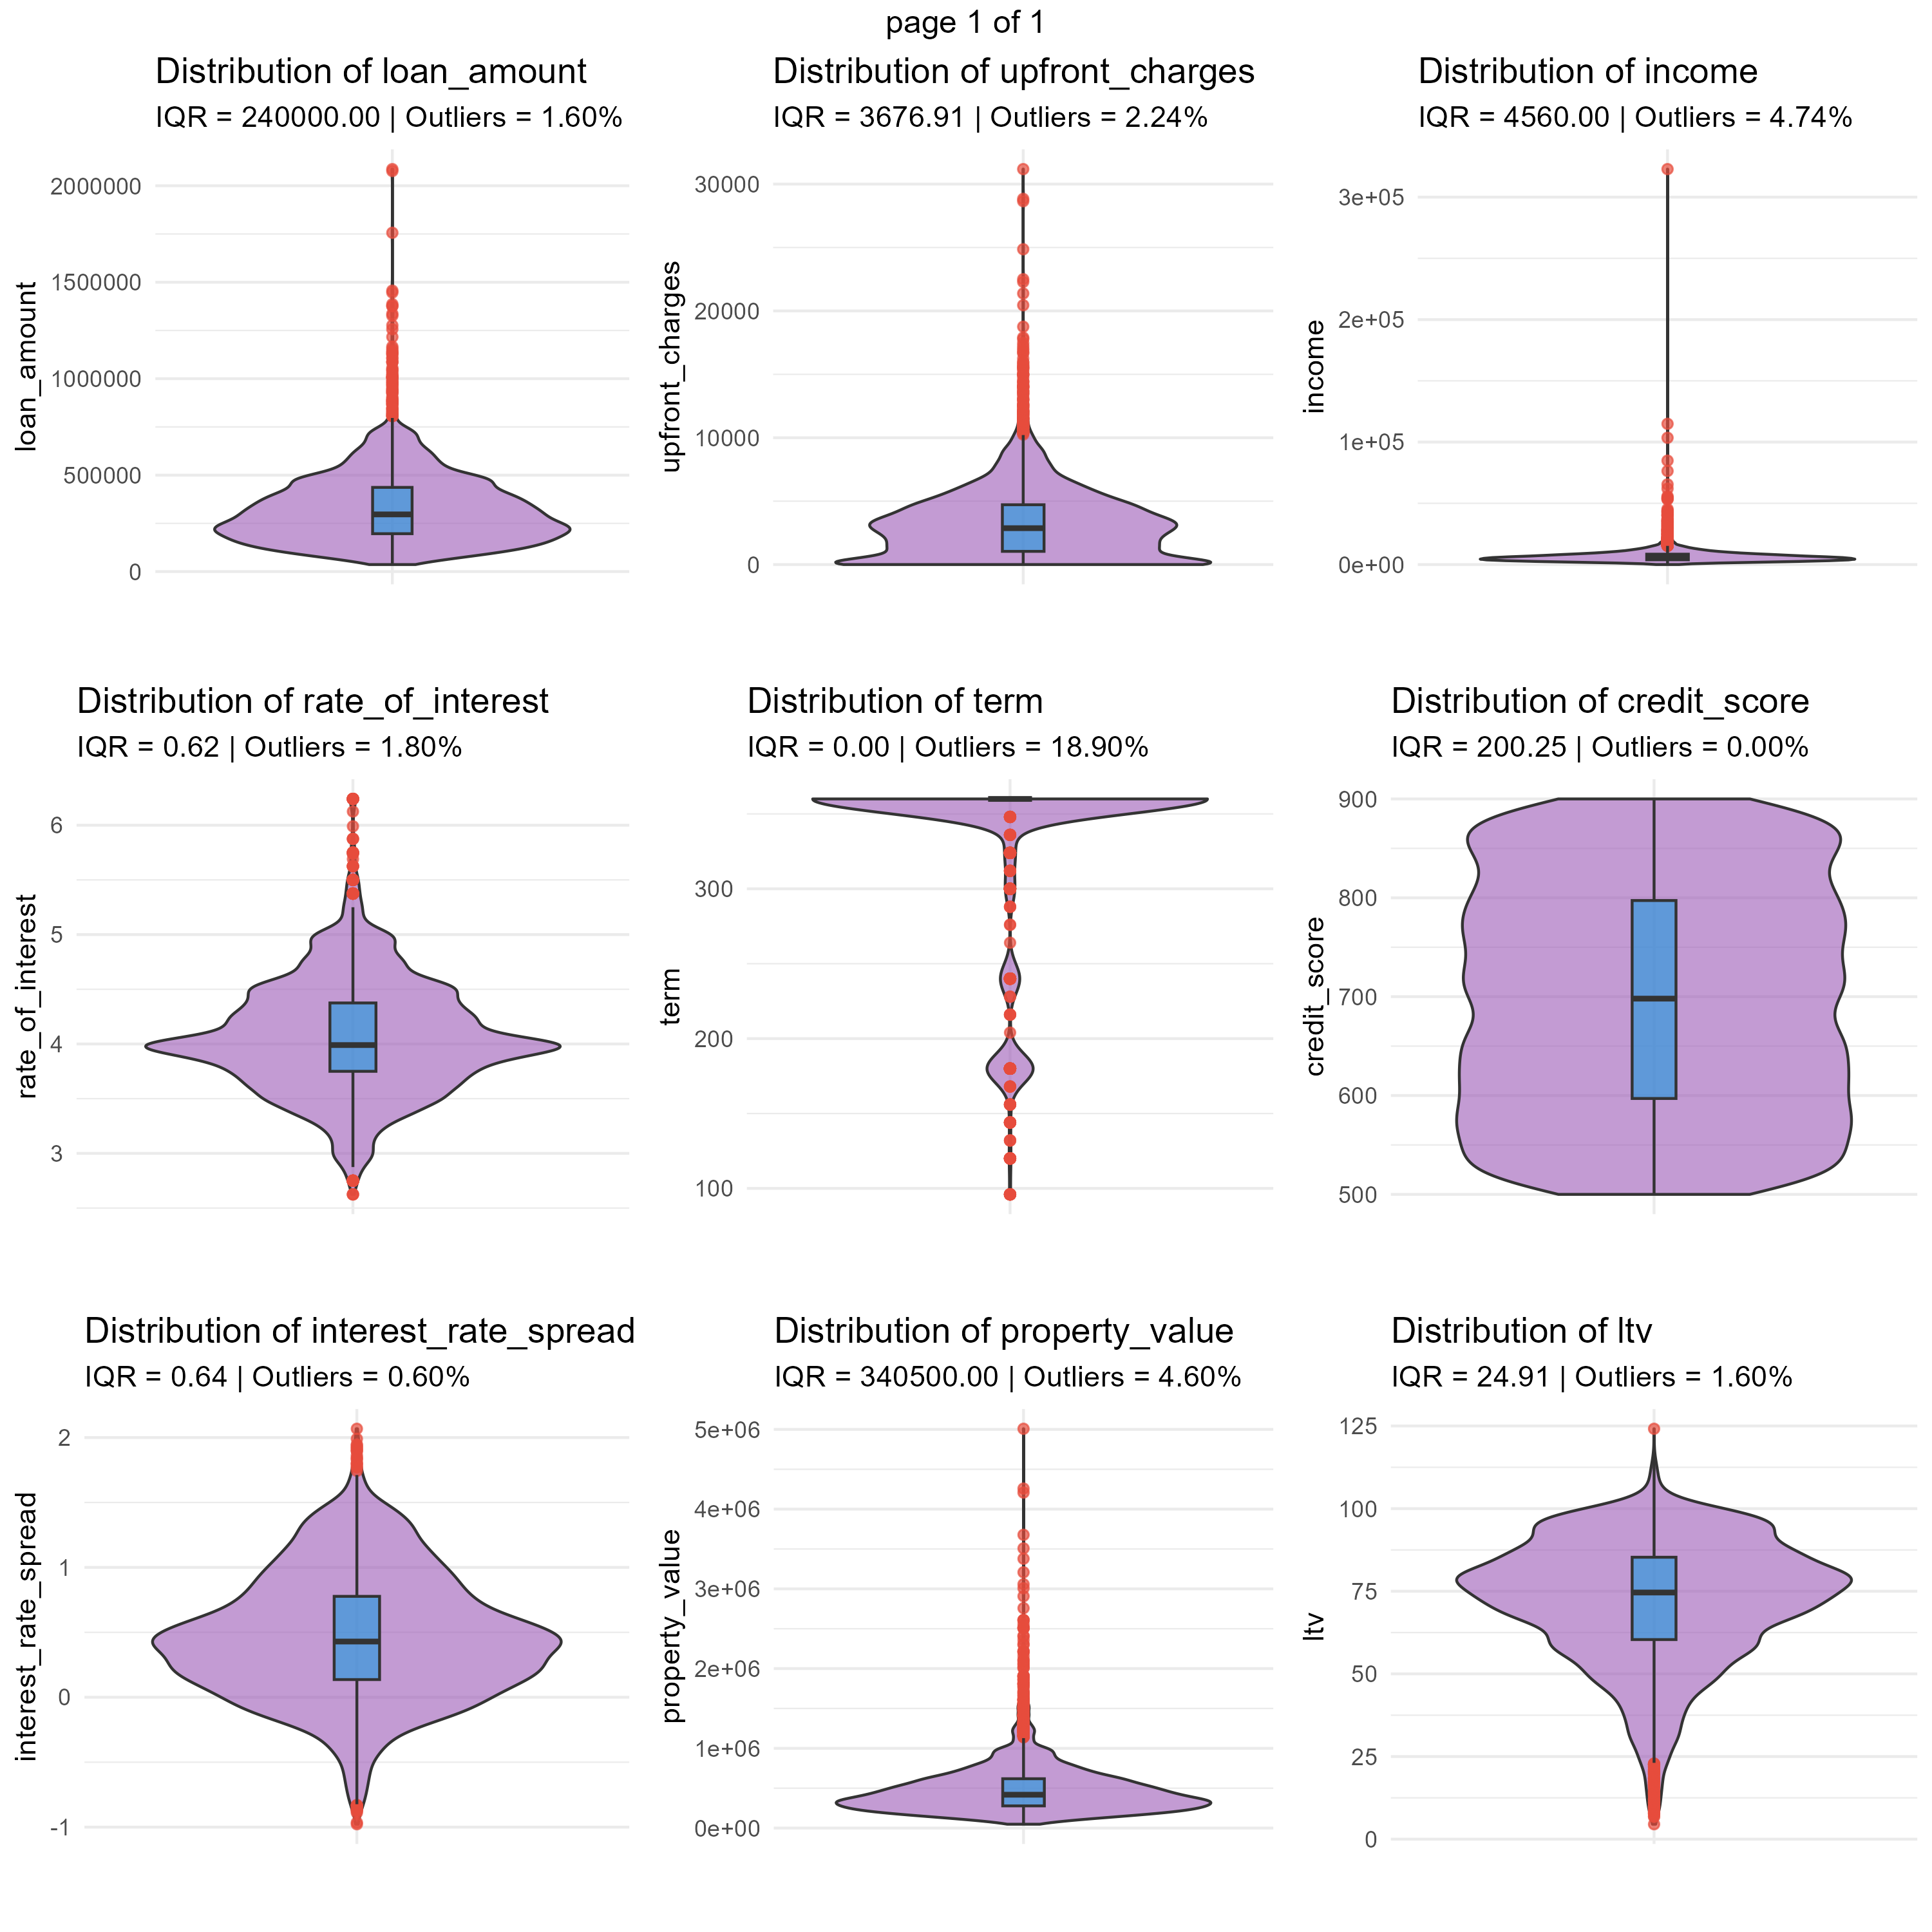 page 1 of 1
Distribution of loan_amount
IQR = 240000.00 | Outliers = 1.60%
loan_amount
2000000
1500000
1000000
500000
0
Distribution of upfront_charges
IQR = 3676.91 | Outliers = 2.24%
upfront_charges
30000
20000
10000
0
Distribution of income
IQR = 4560.00 | Outliers = 4.74%
income
3e+05
2e+05
1e+05
0e+00
Distribution of rate_of_interest
IQR = 0.62 | Outliers = 1.80%
rate_of_interest
6
5
4
3
Distribution of term
IQR = 0.00 | Outliers = 18.90%
term
300
200
100
Distribution of credit_score
IQR = 200.25 | Outliers = 0.00%
credit_score
900
800
700
600
500
Distribution of interest_rate_spread
IQR = 0.64 | Outliers = 0.60%
interest_rate_spread
2
1
0
-1
Distribution of property_value
IQR = 340500.00 | Outliers = 4.60%
property_value
5e+06
4e+06
3e+06
2e+06
1e+06
0e+00
Distribution of ltv
IQR = 24.91 | Outliers = 1.60%
ltv
125
100
75
50
25
0